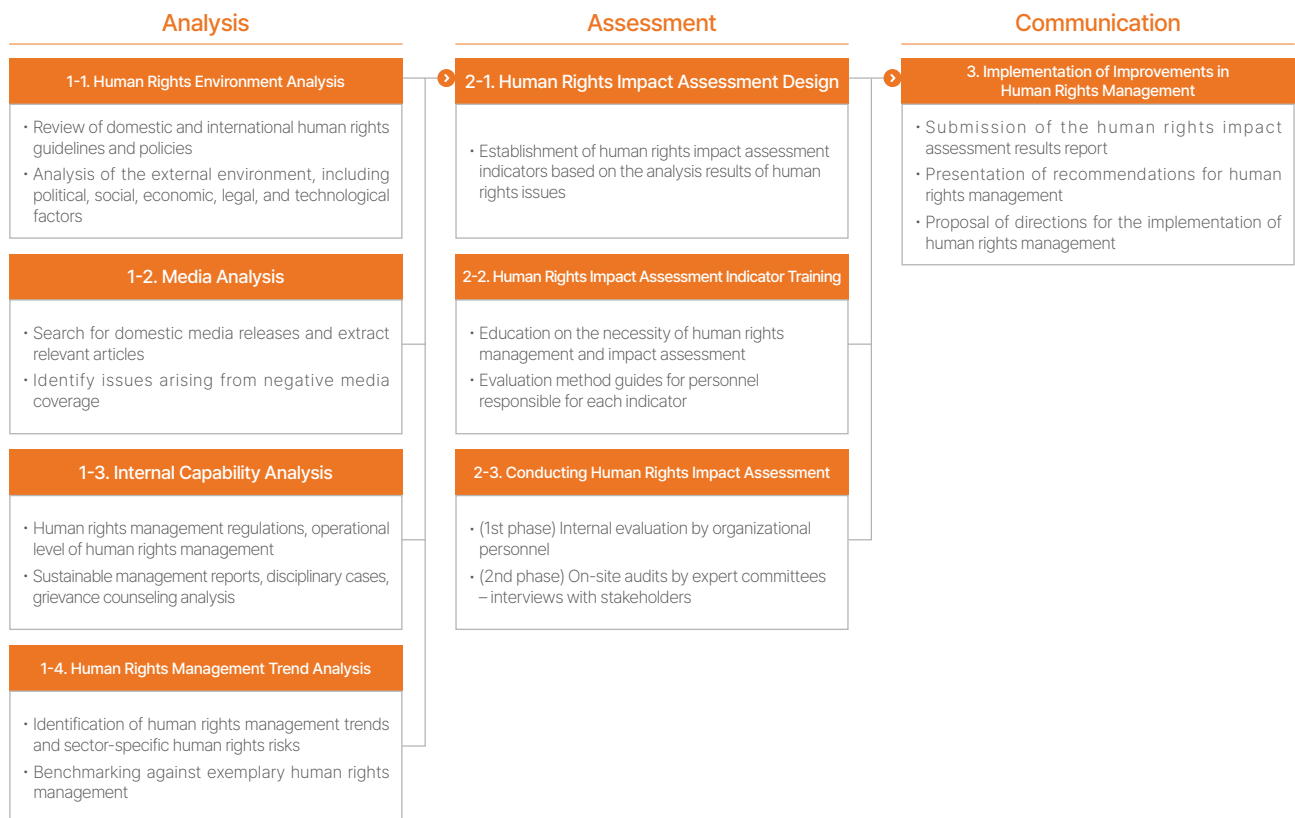 Analysis
1-1. Human Rights Environment Analysis
· Review of domestic and international human rights
guidelines and policies
· Analysis of the external environment, including
political, social, economic, legal, and technological
factors
1-2. Media Analysis
· Search for domestic media releases and extract
relevant articles
· Identify issues arising from negative media
coverage
1-3. Internal Capability Analysis
· Human rights management regulations, operational
level of human rights management
· Sustainable management reports, disciplinary cases,
grievance counseling analysis
1-4. Human Rights Management Trend Analysis
· Identification of human rights management trends
and sector-specific human rights risks
· Benchmarking against exemplary human rights
management
Assessment
2-1. Human Rights Impact Assessment Design
· Establishment of human rights impact assessment
indicators based on the analysis results of human
rights issues
2-2. Human Rights Impact Assessment Indicator Training
· Education on the necessity of human rights
management and impact assessment
· Evaluation method guides for personnel
responsible for each indicator
2-3. Conducting Human Rights Impact Assessment
· (1st phase) Internal evaluation by organizational
personnel
· (2nd phase) On-site audits by expert committees
– interviews with stakeholders
Communication
3. Implementation of Improvements in
Human Rights Management
· Submission of the human rights impact
assessment results report
· Presentation of recommendations for human
rights management
· Proposal of directions for the implementation of
human rights management